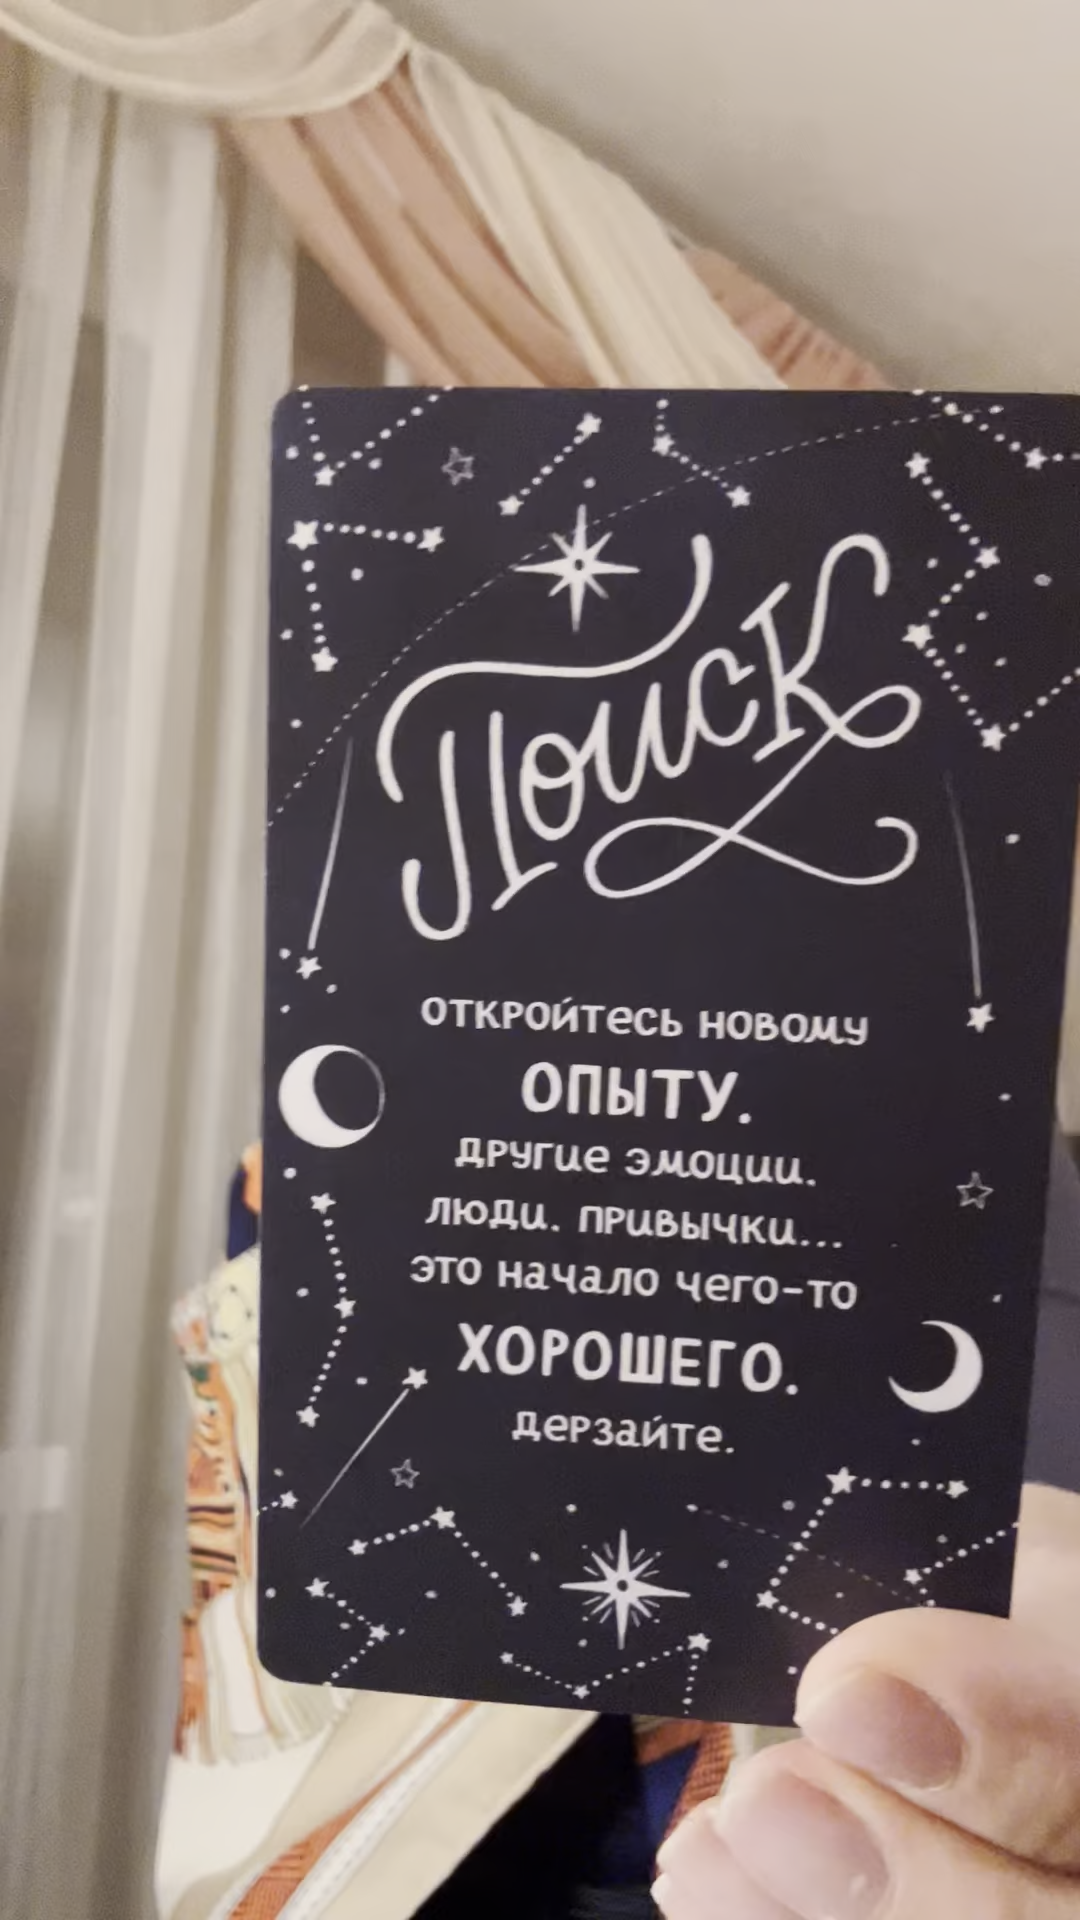 Поиск
откройтесь новому
ОПЫТУ.
другие эмоции.
люди. привычки...
это начало чего-то
ХОРОШЕГО.
дерзайте.